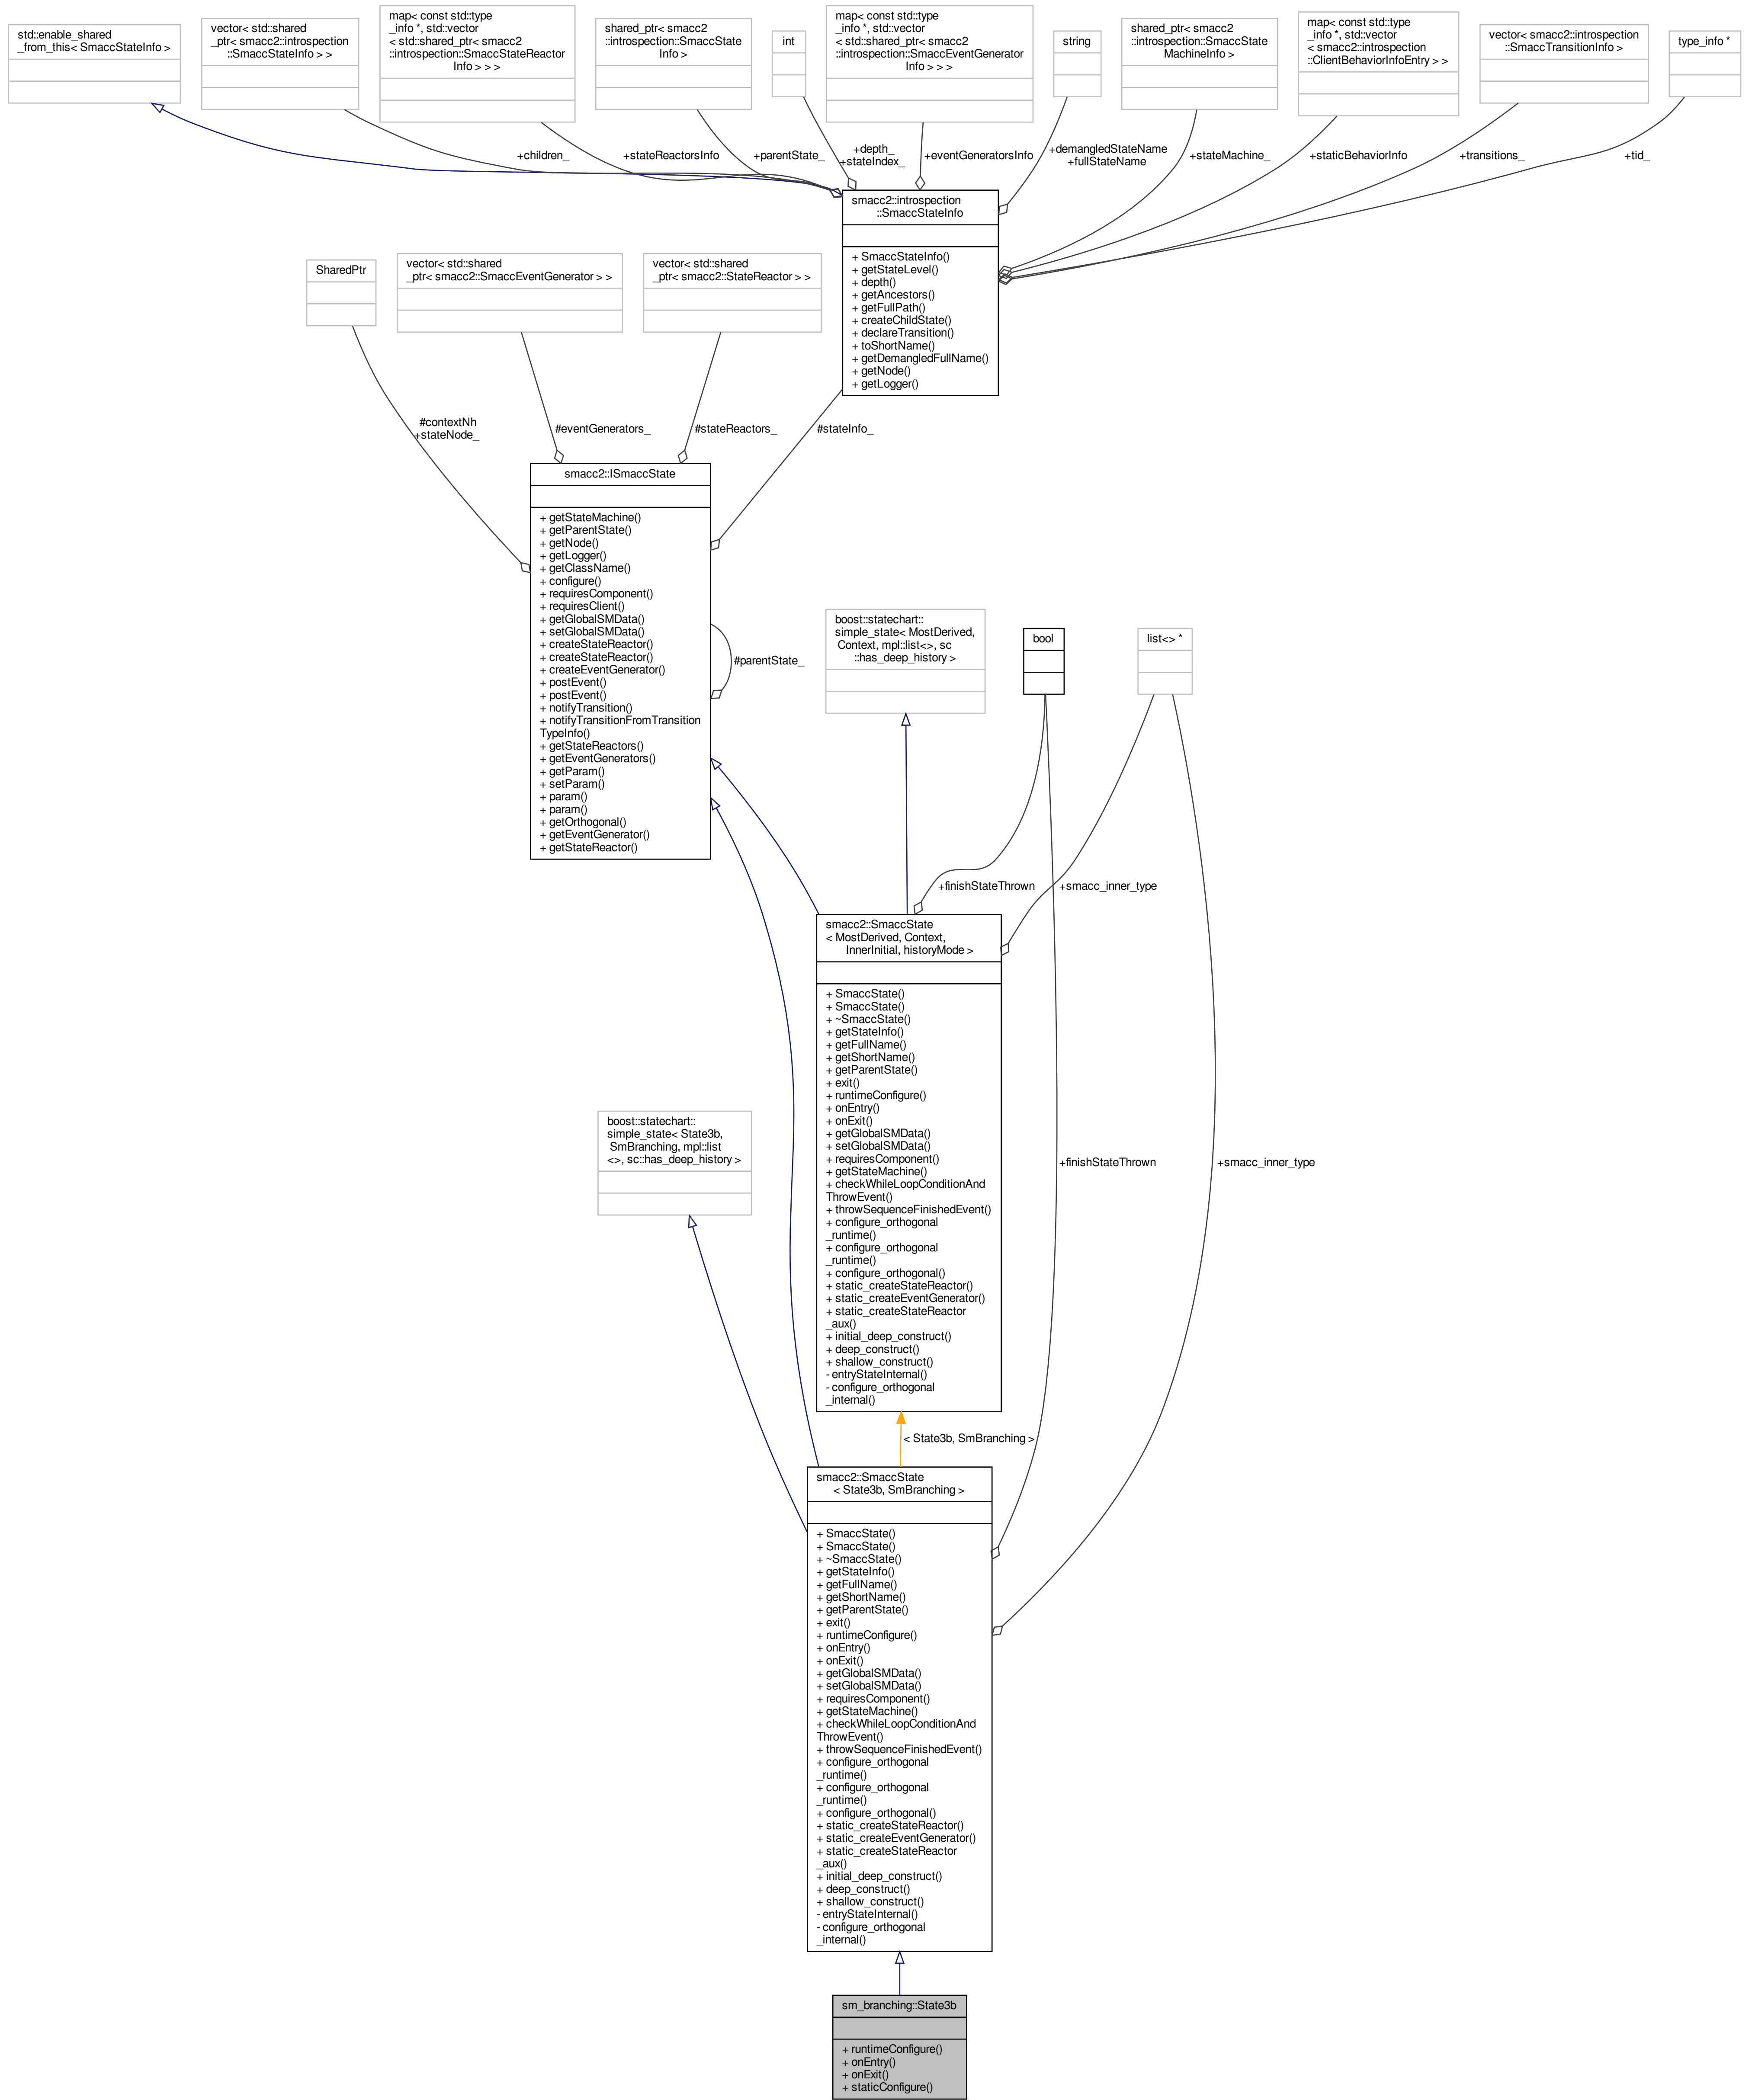 std::enable_shared
_from_this< SmaccStateInfo >
vector< std::shared
_ptr< smacc2::introspection
::SmaccStateInfo > >
map< const std::type
_info *, std::vector
< std::shared_ptr< smacc2
::introspection::SmaccStateReactor
Info > > >
shared_ptr< smacc2
::introspection::SmaccState
Info >
int
map< const std::type
_info *, std::vector
< std::shared_ptr< smacc2
::introspection::SmaccEventGenerator
Info > > >
string
shared_ptr< smacc2
::introspection::SmaccState
MachineInfo >
map< const std::type
_info *, std::vector
< smacc2::introspection
::ClientBehaviorInfoEntry > >
vector< smacc2::introspection
::SmaccTransitionInfo >
type_info *
+children_
+stateReactorsInfo
+parentState_
+depth_
+stateIndex_
+eventGeneratorsInfo
+demangledStateName
+fullStateName
+stateMachine_
+staticBehaviorInfo
+transitions_
+tid_
smacc2::introspection
::SmaccStateInfo
+ SmaccStateInfo()
+ getStateLevel()
+ depth()
+ getAncestors()
+ getFullPath()
+ createChildState()
+ declareTransition()
+ toShortName()
+ getDemangledFullName()
+ getNode()
+ getLogger()
SharedPtr
vector< std::shared
_ptr< smacc2::SmaccEventGenerator > >
vector< std::shared
_ptr< smacc2::StateReactor > >
#contextNh
+stateNode_
#eventGenerators_
#stateReactors_
#stateInfo_
smacc2::ISmaccState
+ getStateMachine()
+ getParentState()
+ getNode()
+ getLogger()
+ getClassName()
+ configure()
+ requiresComponent()
+ requiresClient()
+ getGlobalSMData()
+ setGlobalSMData()
+ createStateReactor()
+ createStateReactor()
+ createEventGenerator()
+ postEvent()
+ postEvent()
+ notifyTransition()
+ notifyTransitionFromTransition
TypeInfo()
+ getStateReactors()
+ getEventGenerators()
+ getParam()
+ setParam()
+ param()
+ param()
+ getOrthogonal()
+ getEventGenerator()
+ getStateReactor()
#parentState_
boost::statechart::
simple_state< MostDerived,
Context, mpl::list<>, sc
::has_deep_history >
bool
list<> *
+finishStateThrown
+smacc_inner_type
smacc2::SmaccState
< MostDerived, Context,
InnerInitial, historyMode >
+ SmaccState()
+ SmaccState()
+ ~SmaccState()
+ getStateInfo()
+ getFullName()
+ getShortName()
+ getParentState()
+ exit()
+ runtimeConfigure()
+ onEntry()
+ onExit()
+ getGlobalSMData()
+ setGlobalSMData()
+ requiresComponent()
+ getStateMachine()
+ checkWhileLoopConditionAnd
ThrowEvent()
+ throwSequenceFinishedEvent()
+ configure_orthogonal
_runtime()
+ configure_orthogonal
_runtime()
+ configure_orthogonal()
+ static_createStateReactor()
+ static_createEventGenerator()
+ static_createStateReactor
_aux()
+ initial_deep_construct()
+ deep_construct()
+ shallow_construct()
- entryStateInternal()
- configure_orthogonal
_internal()
boost::statechart::
simple_state< State3b,
SmBranching, mpl::list
<>, sc::has_deep_history >
+finishStateThrown
+smacc_inner_type
< State3b, SmBranching >
smacc2::SmaccState
< State3b, SmBranching >
+ SmaccState()
+ SmaccState()
+ ~SmaccState()
+ getStateInfo()
+ getFullName()
+ getShortName()
+ getParentState()
+ exit()
+ runtimeConfigure()
+ onEntry()
+ onExit()
+ getGlobalSMData()
+ setGlobalSMData()
+ requiresComponent()
+ getStateMachine()
+ checkWhileLoopConditionAnd
ThrowEvent()
+ throwSequenceFinishedEvent()
+ configure_orthogonal
_runtime()
+ configure_orthogonal
_runtime()
+ configure_orthogonal()
+ static_createStateReactor()
+ static_createEventGenerator()
+ static_createStateReactor
_aux()
+ initial_deep_construct()
+ deep_construct()
+ shallow_construct()
- entryStateInternal()
- configure_orthogonal
_internal()
sm_branching::State3b
+ runtimeConfigure()
+ onEntry()
+ onExit()
+ staticConfigure()